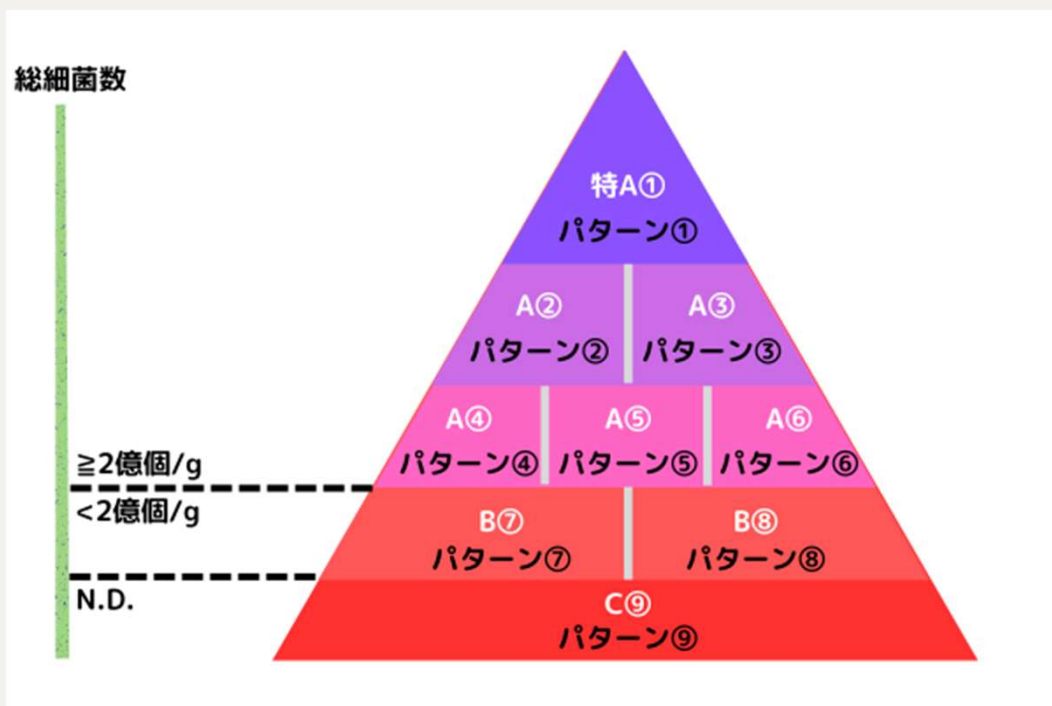 総細菌数
特A①
パターン①
A②
パターン②
A③
パターン③
A④
パターン④
A⑤
パターン⑤
A⑥
パターン⑥
≧2億個/g
<2億個/g
B⑦
パターン⑦
B⑧
パターン⑧
N.D.
C⑨
パターン⑨